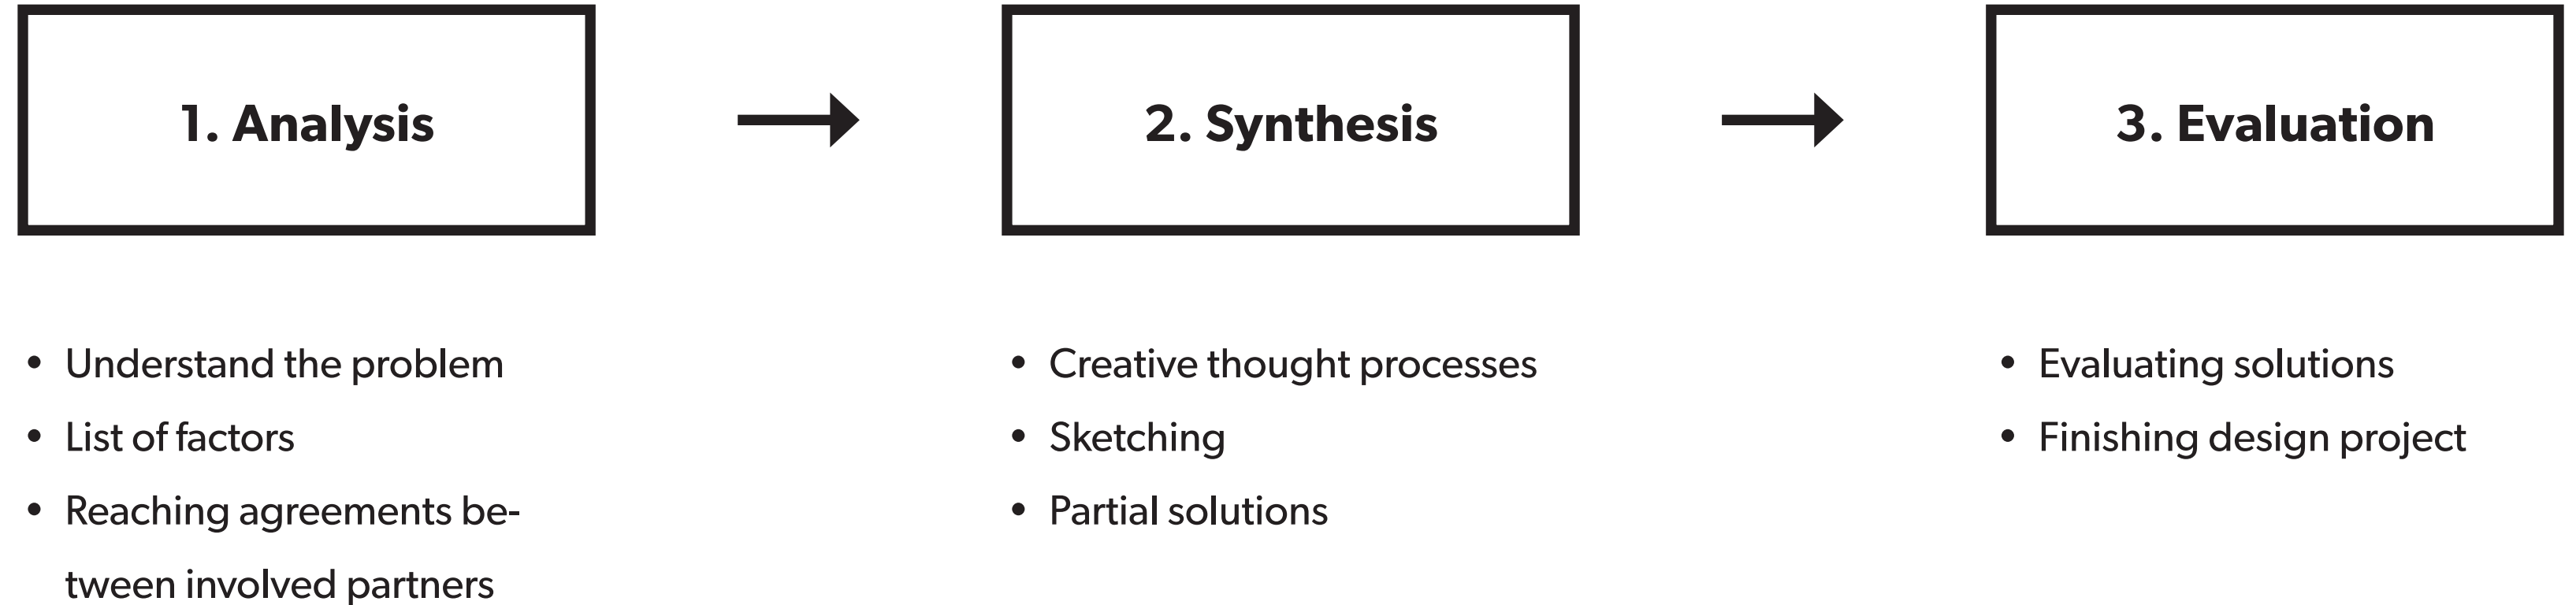 1. Analysis
2. Synthesis
3. Evaluation
• Understand the problem
• List of factors
• Reaching agreements be-
tween involved partners
• Creative thought processes
• Sketching
• Partial solutions
• Evaluating solutions
• Finishing design project